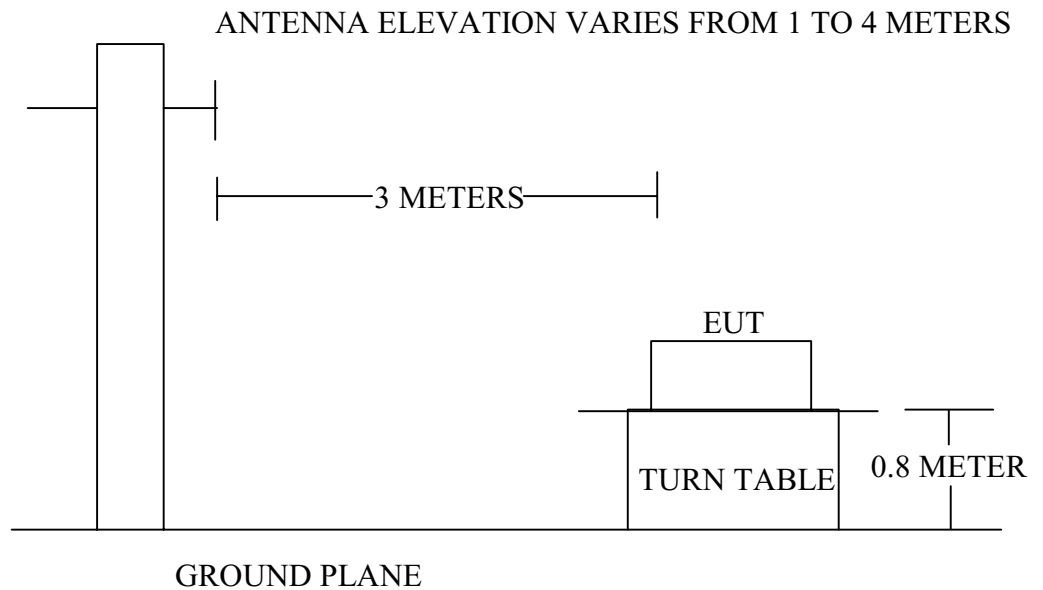 ANTENNA ELEVATION VARIES FROM 1 TO 4 METERS
3 METERS
EUT
TURN TABLE
0.8 METER
GROUND PLANE